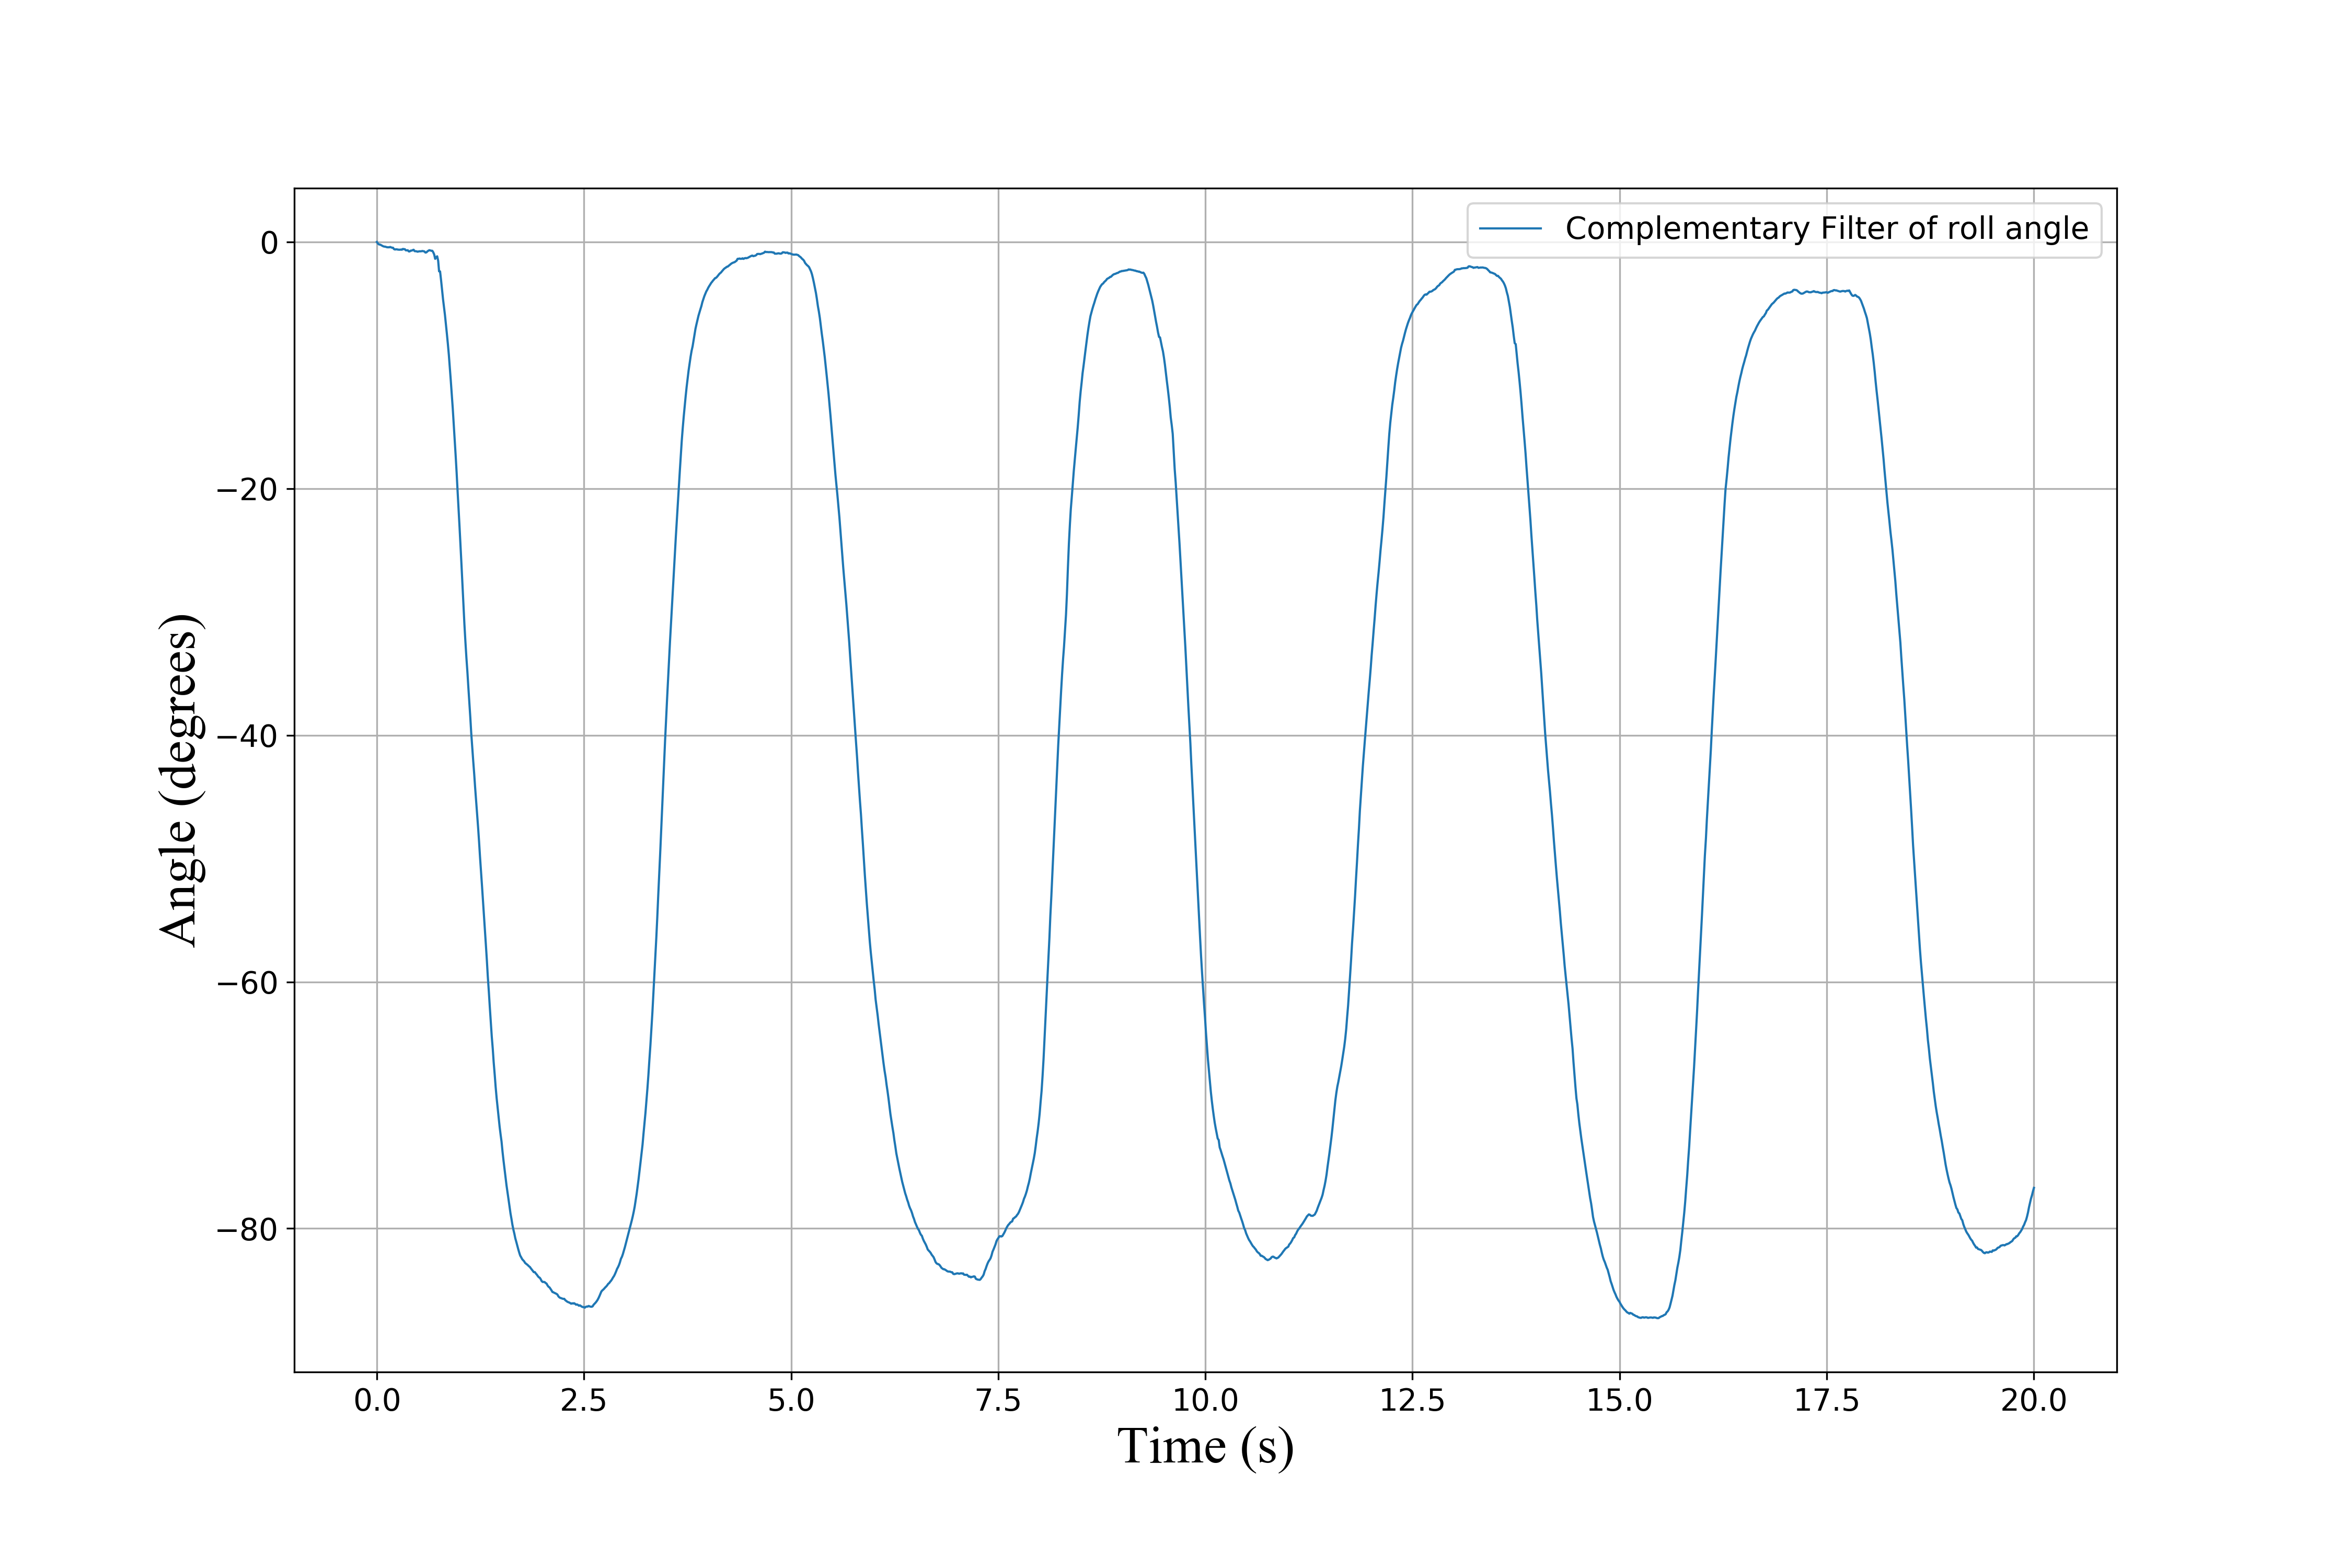 Complementary Filter of roll angle
0
−20
−40
−60
−80
Angle (degrees)
0.0 2.5 5.0 7.5 10.0 12.5 15.0 17.5 20.0
Time (s)